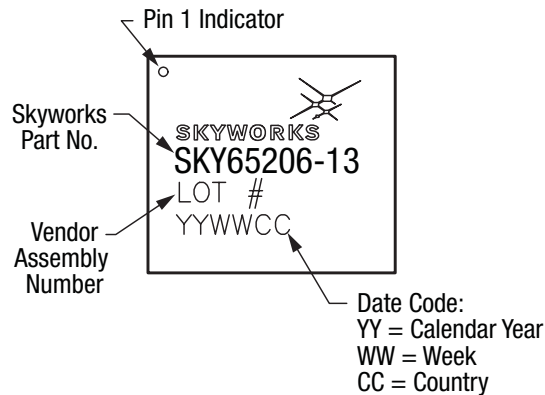 Pin 1 Indicator
Skyworks
Part No.
SKYWORKS
SKY65206-13
LOT #
YYWWCC
Vendor
Assembly
Number
Date Code:
YY = Calendar Year
WW = Week
CC = Country